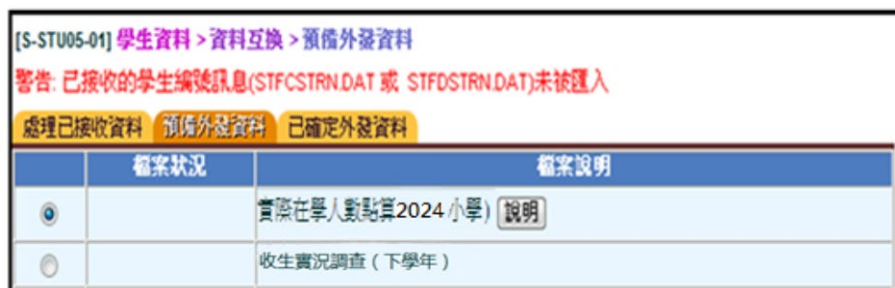 [S-STU05-01] 學生資料 > 資料互換 > 預備外發資料
警告: 已接收的學生編號訊息(STFCSTRN.DAT 或 STFDSTRN.DAT)未被匯入
處理已接收資料 預備外發資料 已確定外發資料
檔案狀況 檔案說明
實際在學人數點算2024 小學) 說明
收生實況調查 ( 下學年 )